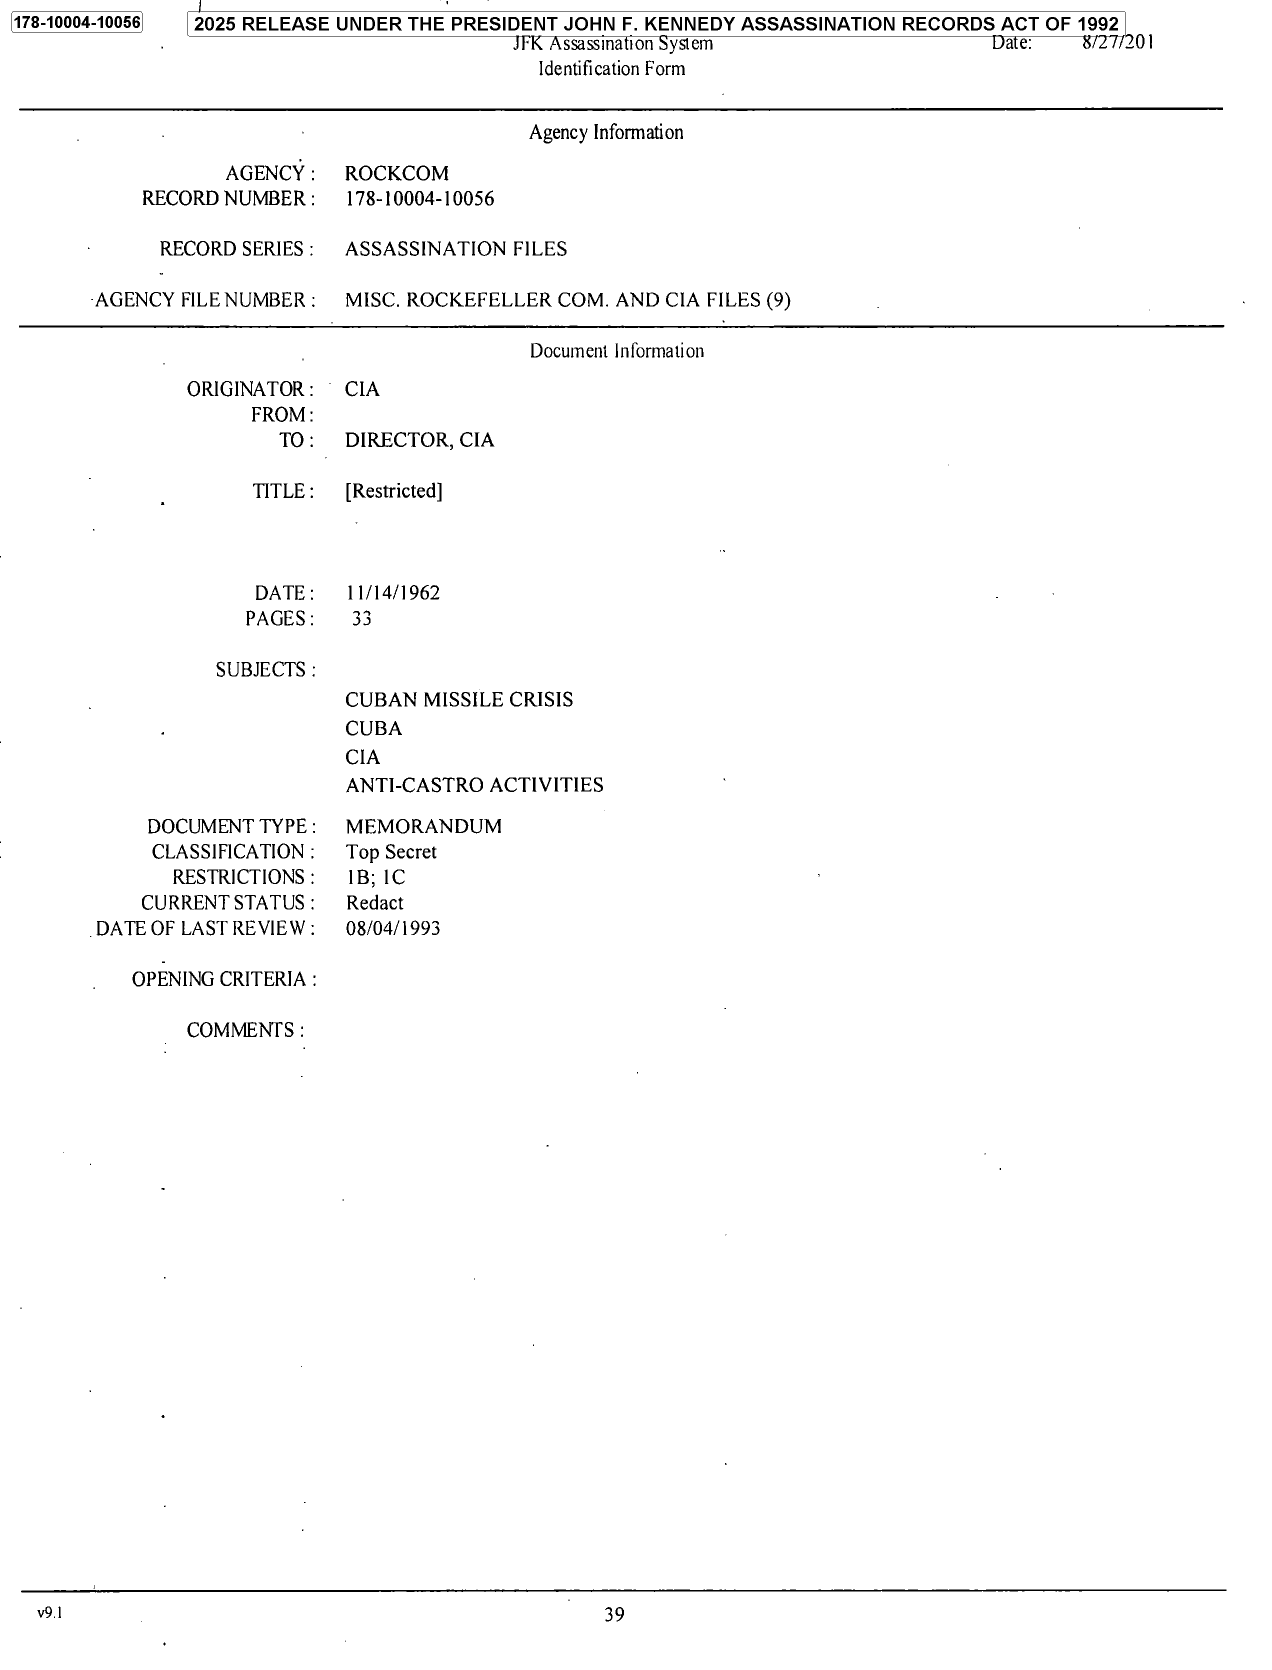 178-10004-10056
2025 RELEASE UNDER THE PRESIDENT JOHN F. KENNEDY ASSASSINATION RECORDS ACT OF 1992
JFK Assassination System Date: 8/27/201
Identification Form
Agency Information
AGENCY : ROCKCOM
RECORD NUMBER : 178-10004-10056
RECORD SERIES : ASSASSINATION FILES
AGENCY FILE NUMBER : MISC. ROCKEFELLER COM. AND CIA FILES (9)
Document Information
ORIGINATOR : CIA
FROM :
TO : DIRECTOR, CIA
TITLE : [Restricted]
DATE : 11/14/1962
PAGES : 33
SUBJECTS :
CUBAN MISSILE CRISIS
CUBA
CIA
ANTI-CASTRO ACTIVITIES
DOCUMENT TYPE : MEMORANDUM
CLASSIFICATION : Top Secret
RESTRICTIONS : 1B; 1C
CURRENT STATUS : Redact
DATE OF LAST REVIEW : 08/04/1993
OPENING CRITERIA :
COMMENTS :
v9.1 39